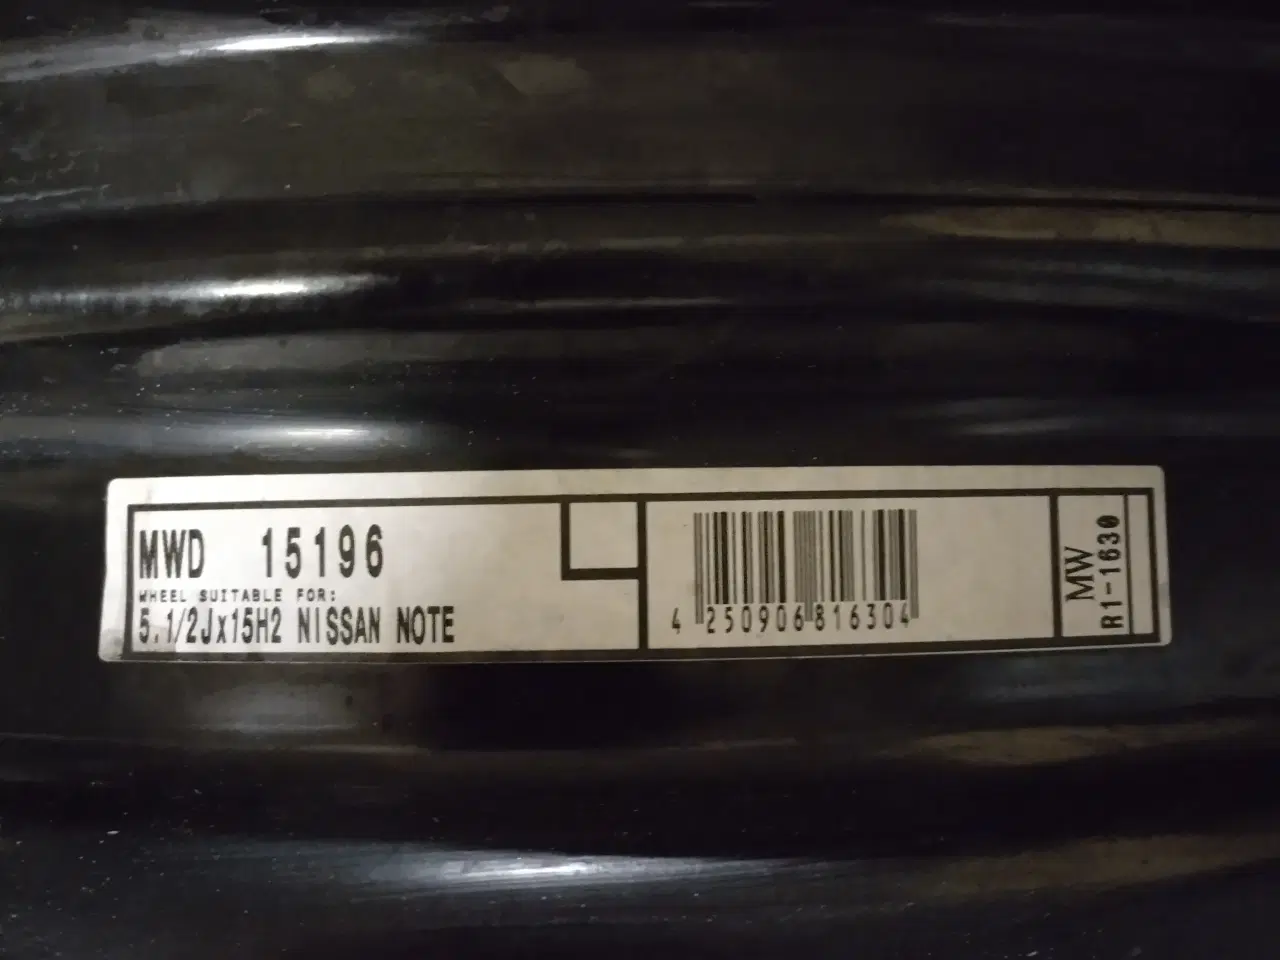 MWD 15196
WHEEL SUITABLE FOR:
5.1/2Jx15H2 NISSAN NOTE
4 250906 816304
MW
R1-1630